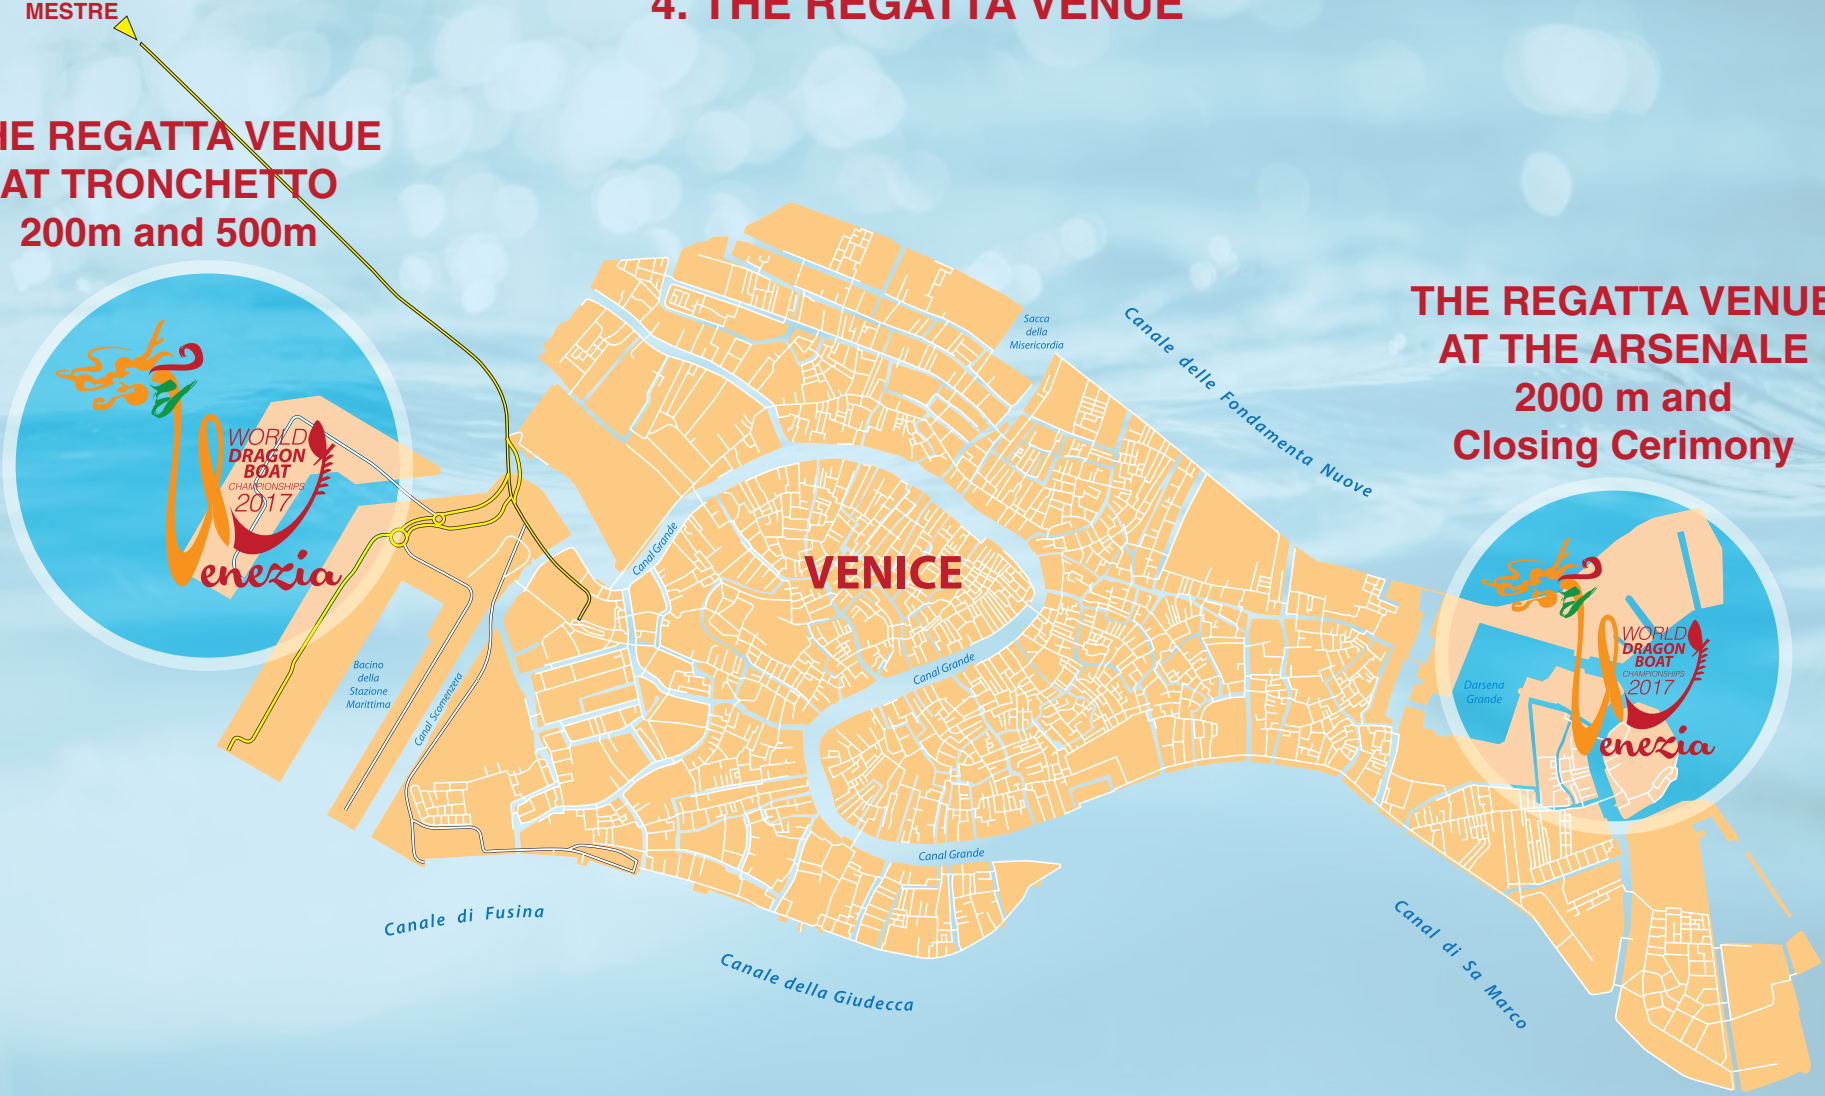 4. THE REGATTA VENUE
MESTRE
HE REGATTA VENUE
AT TRONCHETTO
200m and 500m
WORLD
DRAGON
BOAT
CHAMPIONSHIPS
2017
enezia
Sacca
della
Misericordia
Canale delle Fondamenta Nuove
THE REGATTA VENUE
AT THE ARSENALE
2000 m and
Closing Cerimony
Canal Grande
VENICE
Canal Grande
Bacino
della
Stazione
Marittima
Canal Scomenzera
Darsena
Grande
WORLD
DRAGON
BOAT
CHAMPIONSHIPS
2017
enezia
Canal Grande
Canale di Fusina
Canale della Giudecca
Canal di Sa Marco